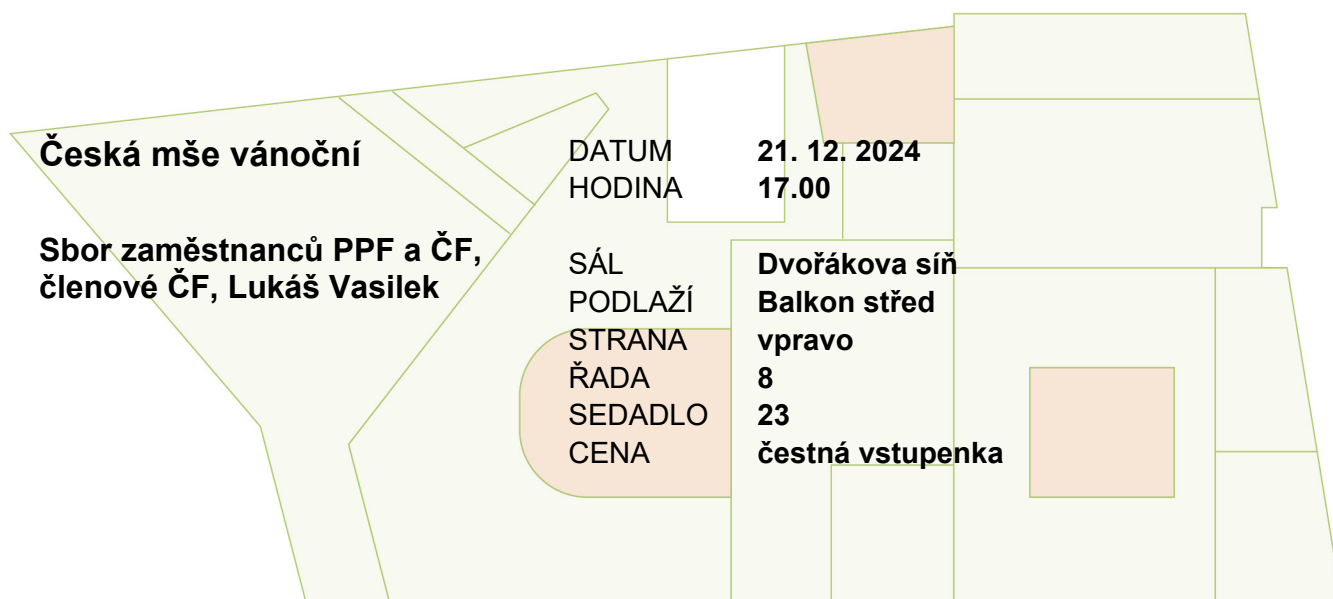 Česká mše vánoční
Sbor zaměstnanců PPF a ČF,
členové ČF, Lukáš Vasilek
DATUM 21. 12. 2024
HODINA 17.00
SÁL Dvořákova síň
PODLAŽÍ Balkon střed
STRANA vpravo
ŘADA 8
SEDADLO 23
CENA čestná vstupenka